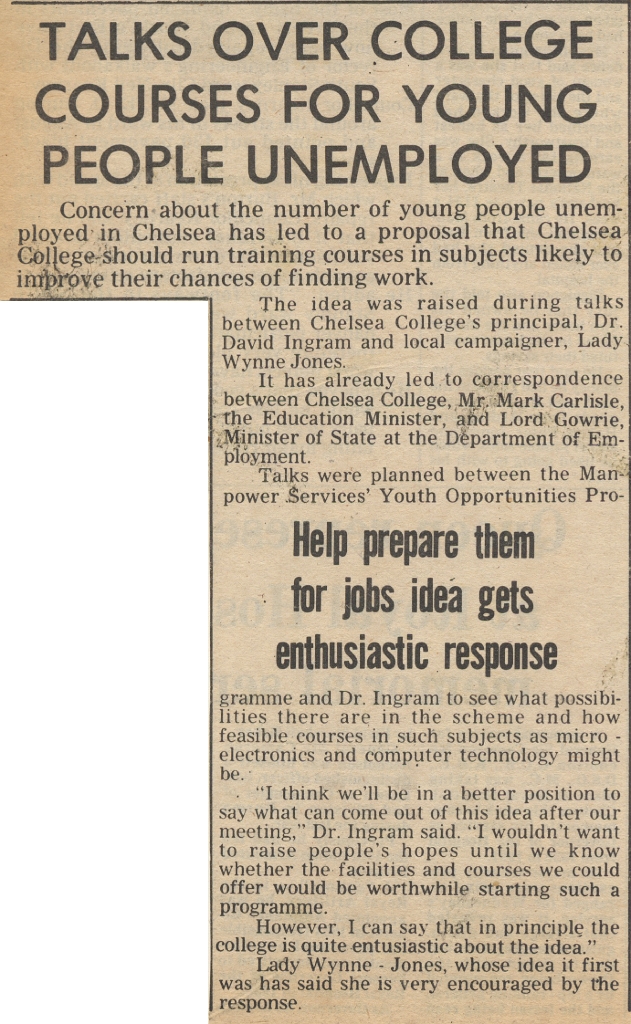 TALKS OVER COLLEGE
COURSES FOR YOUNG
PEOPLE UNEMPLOYED
Concern about the number of young people unem-
ployed in Chelsea has led to a proposal that Chelsea
College should run training courses in subjects likely to
improve their chances of finding work.
The idea was raised during talks
between Chelsea College's principal, Dr.
David Ingram and local campaigner, Lady
Wynne Jones.
It has already led to correspondence
between Chelsea College, Mr. Mark Carlisle,
the Education Minister, and Lord Gowrie,
Minister of State at the Department of Em-
ployment.
Talks were planned between the Man-
power Services' Youth Opportunities Pro-
Help prepare them
for jobs idea gets
enthusiastic response
gramme and Dr. Ingram to see what possibi-
lities there are in the scheme and how
feasible courses in such subjects as micro -
electronics and computer technology might
be.
"I think we'll be in a better position to
say what can come out of this idea after our
meeting," Dr. Ingram said. "I wouldn't want
to raise people's hopes until we know
whether the facilities and courses we could
offer would be worthwhile starting such a
programme.
However, I can say that in principle the
college is quite entusiastic about the idea."
Lady Wynne - Jones, whose idea it first
was has said she is very encouraged by the
response.